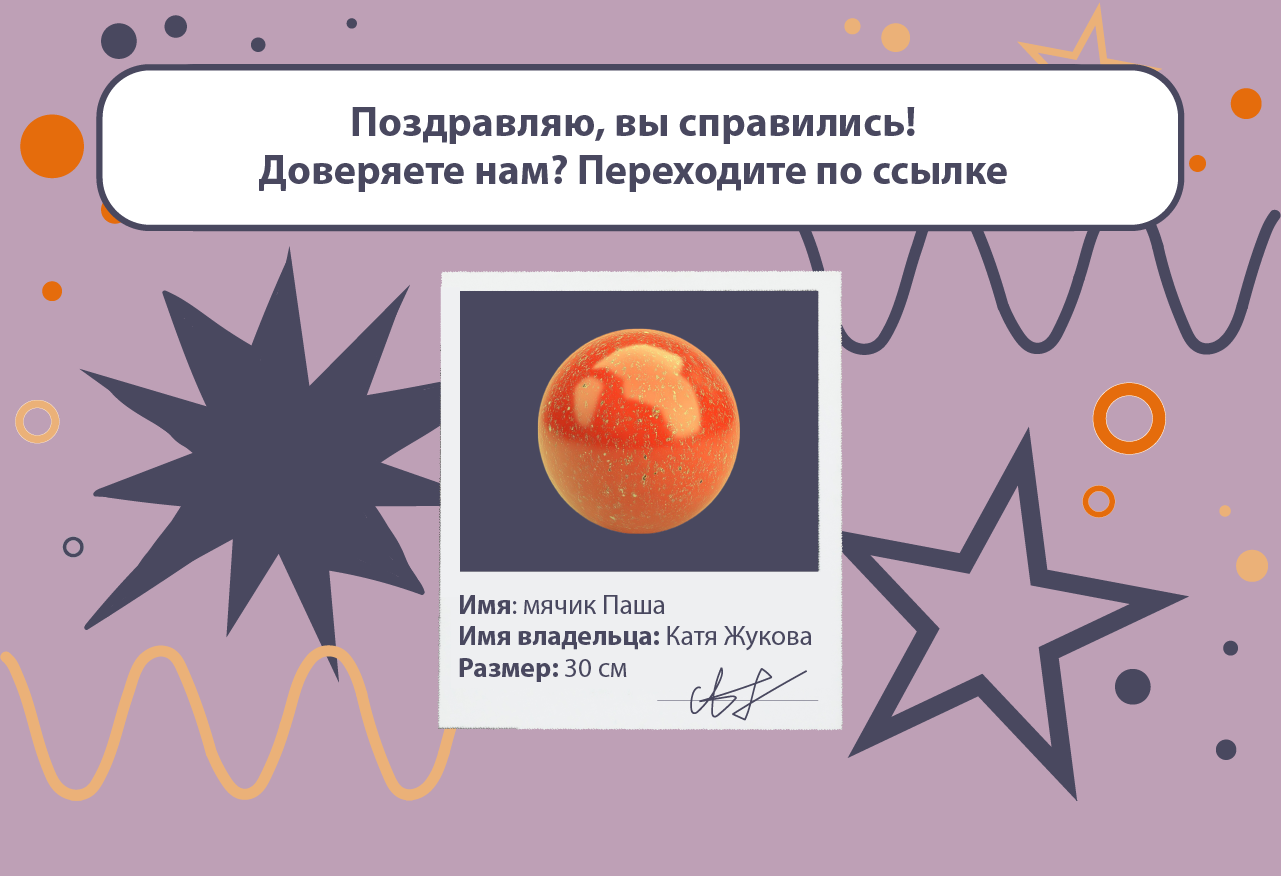 Поздравляю, вы справились!
Доверяете нам? Переходите по ссылке
Имя: мячик Паша
Имя владельца: Катя Жукова
Размер: 30 см